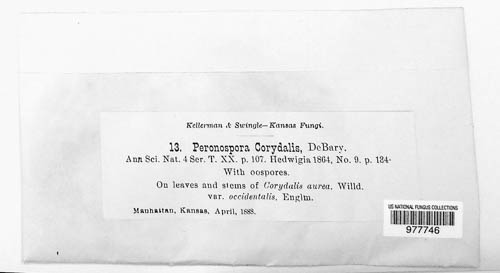 Kellerman & Swingle—Kansas Fungi.
13. Peronospora Corydalis, DeBary.
Ann Sci. Nat. 4 Ser. T. XX. p. 107. Hedwigia 1864, No. 9. p. 134-
With oospores.
On leaves and stems of Corydalis aurea, Willd.
var. occidentalis, Englm.
Manhattan, Kansas, April, 1888.
US NATIONAL FUNGUS COLLECTIONS
977746